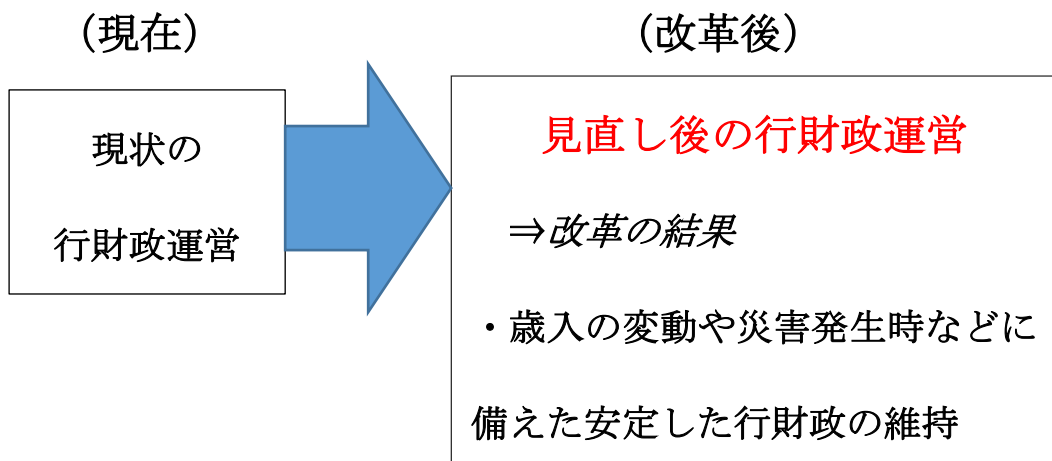 （現在）
現状の
行財政運営
（改革後）
見直し後の行財政運営
⇒改革の結果
・歳入の変動や災害発生時などに
備えた安定した行財政の維持